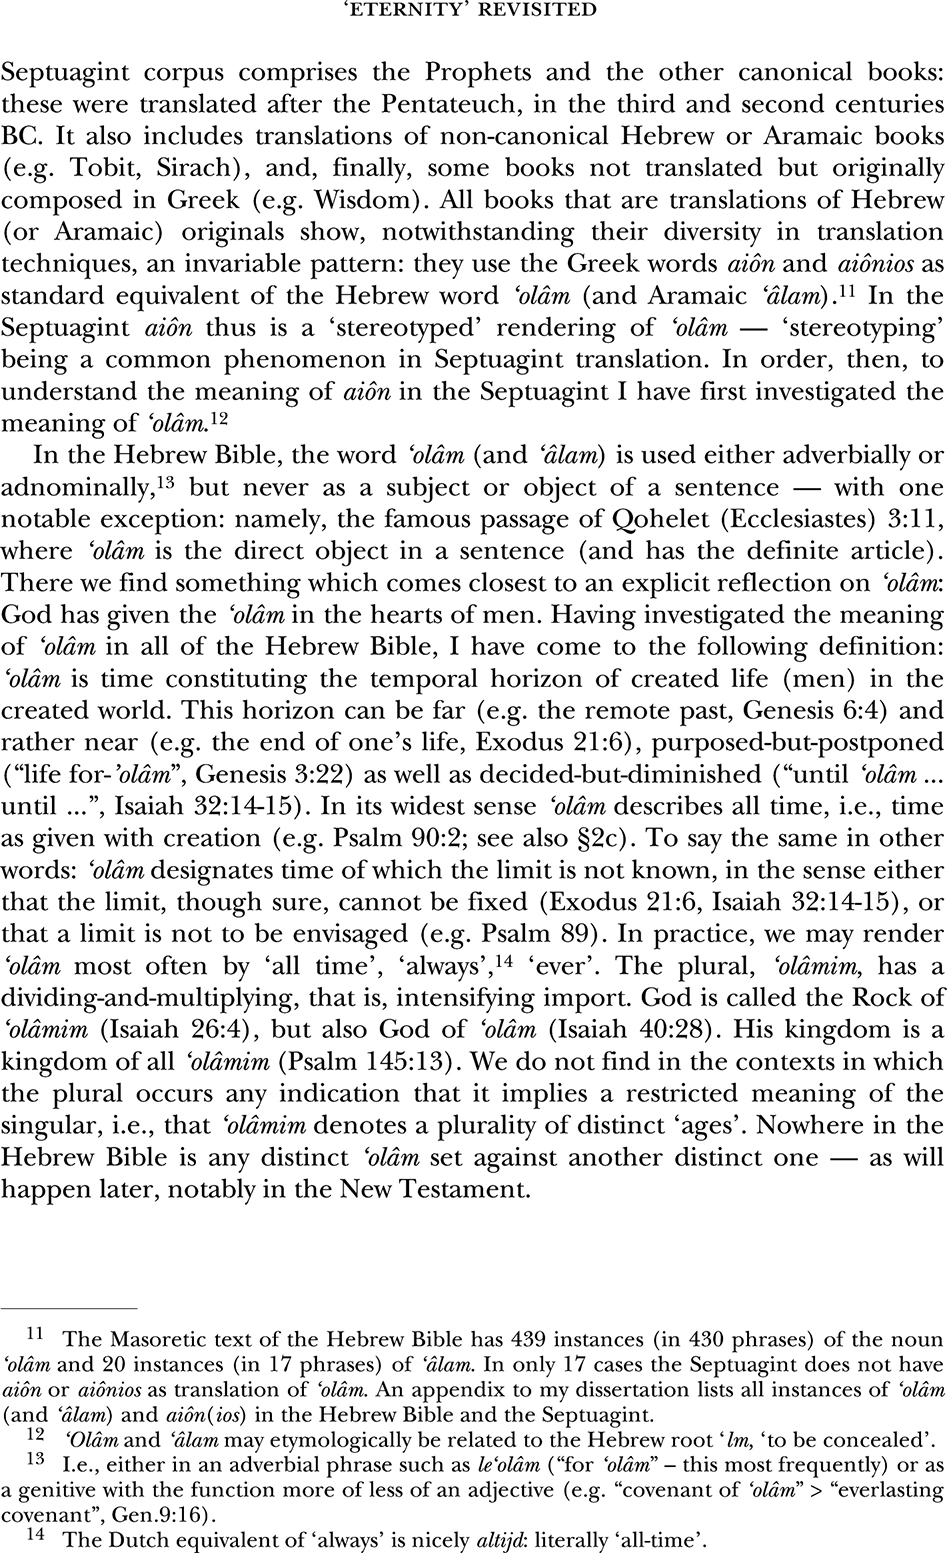 ‘ETERNITY’ REVISITED
Septuagint corpus comprises the Prophets and the other canonical books:
these were translated after the Pentateuch, in the third and second centuries
BC. It also includes translations of non-canonical Hebrew or Aramaic books
(e.g. Tobit, Sirach), and, finally, some books not translated but originally
composed in Greek (e.g. Wisdom). All books that are translations of Hebrew
(or Aramaic) originals show, notwithstanding their diversity in translation
techniques, an invariable pattern: they use the Greek words aiôn and aiônios as
standard equivalent of the Hebrew word ‘olâm (and Aramaic ‘âlam).11 In the
Septuagint aiôn thus is a ‘stereotyped’ rendering of ‘olâm — ‘stereotyping’
being a common phenomenon in Septuagint translation. In order, then, to
understand the meaning of aiôn in the Septuagint I have first investigated the
meaning of ‘olâm.12
In the Hebrew Bible, the word ‘olâm (and ‘âlam) is used either adverbially or
adnominally,13 but never as a subject or object of a sentence — with one
notable exception: namely, the famous passage of Qohelet (Ecclesiastes) 3:11,
where ‘olâm is the direct object in a sentence (and has the definite article).
There we find something which comes closest to an explicit reflection on ‘olâm:
God has given the ‘olâm in the hearts of men. Having investigated the meaning
of ‘olâm in all of the Hebrew Bible, I have come to the following definition:
‘olâm is time constituting the temporal horizon of created life (men) in the
created world. This horizon can be far (e.g. the remote past, Genesis 6:4) and
rather near (e.g. the end of one’s life, Exodus 21:6), purposed-but-postponed
(“life for-’olâm”, Genesis 3:22) as well as decided-but-diminished (“until ‘olâm ...
until ...”, Isaiah 32:14-15). In its widest sense ‘olâm describes all time, i.e., time
as given with creation (e.g. Psalm 90:2; see also §2c). To say the same in other
words: ‘olâm designates time of which the limit is not known, in the sense either
that the limit, though sure, cannot be fixed (Exodus 21:6, Isaiah 32:14-15), or
that a limit is not to be envisaged (e.g. Psalm 89). In practice, we may render
‘olâm most often by ‘all time’, ‘always’,14 ‘ever’. The plural, ‘olâmim, has a
dividing-and-multiplying, that is, intensifying import. God is called the Rock of
‘olâmim (Isaiah 26:4), but also God of ‘olâm (Isaiah 40:28). His kingdom is a
kingdom of all ‘olâmim (Psalm 145:13). We do not find in the contexts in which
the plural occurs any indication that it implies a restricted meaning of the
singular, i.e., that ‘olâmim denotes a plurality of distinct ‘ages’. Nowhere in the
Hebrew Bible is any distinct ‘olâm set against another distinct one — as will
happen later, notably in the New Testament.
11 The Masoretic text of the Hebrew Bible has 439 instances (in 430 phrases) of the noun
‘olâm and 20 instances (in 17 phrases) of ‘âlam. In only 17 cases the Septuagint does not have
aiôn or aiônios as translation of ‘olâm. An appendix to my dissertation lists all instances of ‘olâm
(and ‘âlam) and aiôn(ios) in the Hebrew Bible and the Septuagint.
12 ‘Olâm and ‘âlam may etymologically be related to the Hebrew root ‘lm, ‘to be concealed’.
13 I.e., either in an adverbial phrase such as le‘olâm (“for ‘olâm” – this most frequently) or as
a genitive with the function more of less of an adjective (e.g. “covenant of ‘olâm” > “everlasting
covenant”, Gen.9:16).
14 The Dutch equivalent of ‘always’ is nicely altijd: literally ‘all-time’.